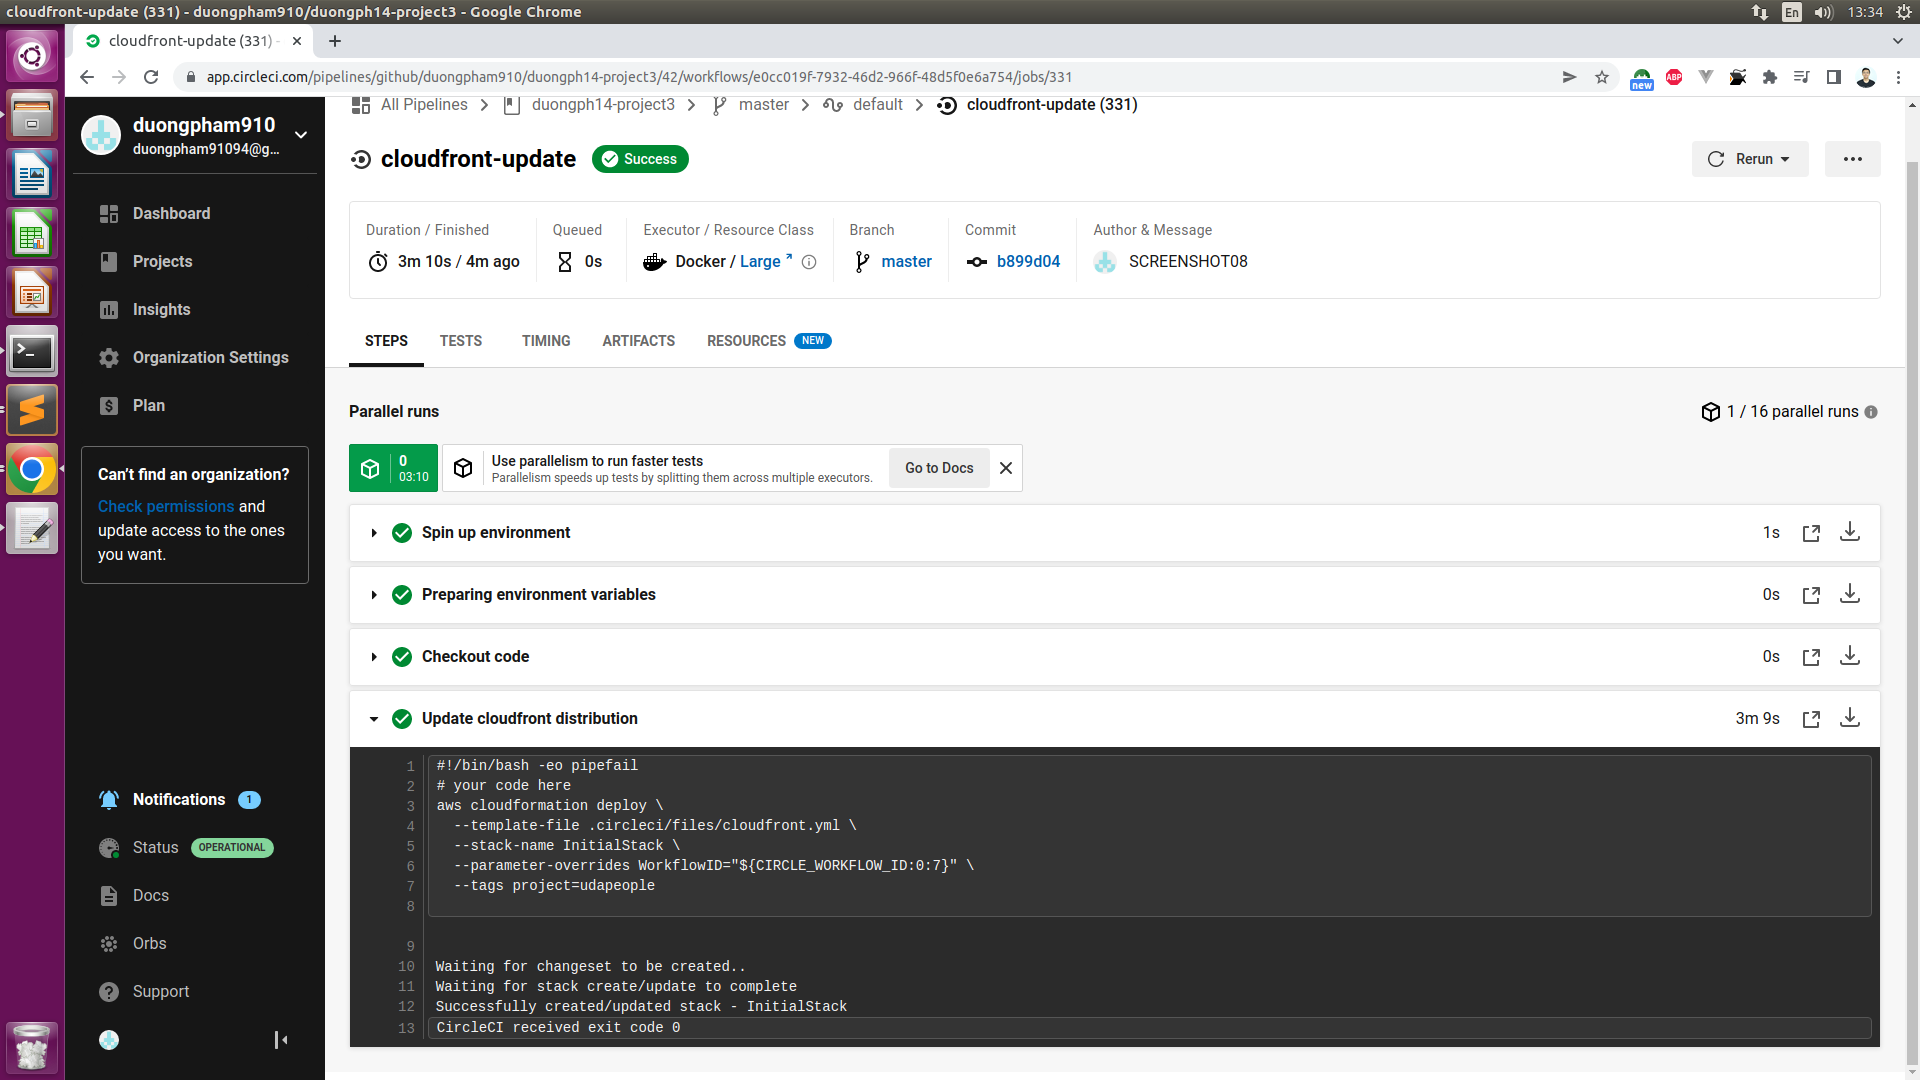 cloudfront-update (331) - duongpham910/duongph14-project3 - Google Chrome
En
13:34
cloudfront-update (331) -
app.circleci.com/pipelines/github/duongpham910/duongph14-project3/42/workflows/e0cc019f-7932-46d2-966f-48d5f0e6a754/jobs/331
ABP
new
duongpham910
duongpham91094@g...
Dashboard
Projects
Insights
Organization Settings
Plan
Can't find an organization?
Check permissions and
update access to the ones
you want.
Notifications 1
Status OPERATIONAL
Docs
Orbs
Support
All Pipelines
duongph14-project3
master
default
cloudfront-update (331)
cloudfront-update
Success
Rerun
Duration / Finished
3m 10s / 4m ago
Queued
0s
Executor / Resource Class
Docker / Large
Branch
master
Commit
b899d04
Author & Message
SCREENSHOT08
STEPS
TESTS
TIMING
ARTIFACTS
RESOURCES NEW
Parallel runs
1 / 16 parallel runs
0
03:10
Use parallelism to run faster tests
Parallelism speeds up tests by splitting them across multiple executors.
Go to Docs
Spin up environment 1s
Preparing environment variables 0s
Checkout code 0s
Update cloudfront distribution 3m 9s
1 #!/bin/bash -eo pipefail
2 # your code here
3 aws cloudformation deploy \
4 --template-file .circleci/files/cloudfront.yml \
5 --stack-name InitialStack \
6 --parameter-overrides WorkflowID="${CIRCLE_WORKFLOW_ID:0:7}" \
7 --tags project=udapeople
8
9
10 Waiting for changeset to be created..
11 Waiting for stack create/update to complete
12 Successfully created/updated stack - InitialStack
13 CircleCI received exit code 0